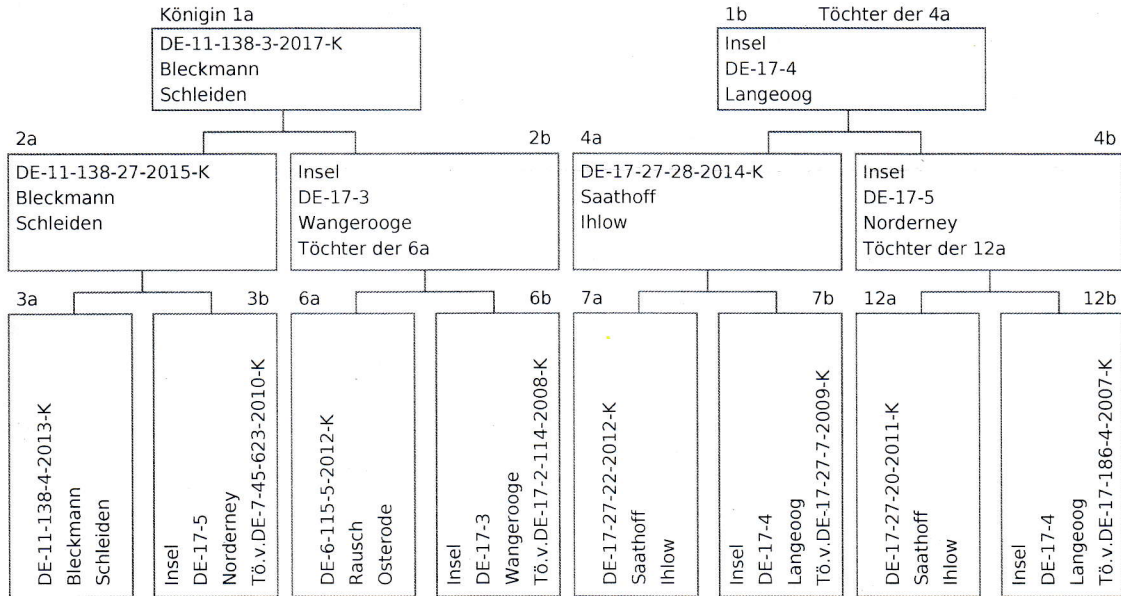 Königin 1a
DE-11-138-3-2017-K
Bleckmann
Schleiden
1b Töchter der 4a
Insel
DE-17-4
Langeoog
2a
DE-11-138-27-2015-K
Bleckmann
Schleiden
2b
Insel
DE-17-3
Wangerooge
Töchter der 6a
4a
DE-17-27-28-2014-K
Saathoff
Ihlow
4b
Insel
DE-17-5
Norderney
Töchter der 12a
3a
DE-11-138-4-2013-K
Bleckmann
Schleiden
3b
Insel
DE-17-5
Norderney
Tö.v.DE-7-45-623-2010-K
6a
DE-6-115-5-2012-K
Rausch
Osterode
6b
Insel
DE-17-3
Wangerooge
Tö.v.DE-17-2-114-2008-K
7a
DE-17-27-22-2012-K
Saathoff
Ihlow
7b
Insel
DE-17-4
Langeoog
Tö.v.DE-17-27-7-2009-K
12a
DE-17-27-20-2011-K
Saathoff
Ihlow
12b
Insel
DE-17-4
Langeoog
Tö.v.DE-17-186-4-2007-K